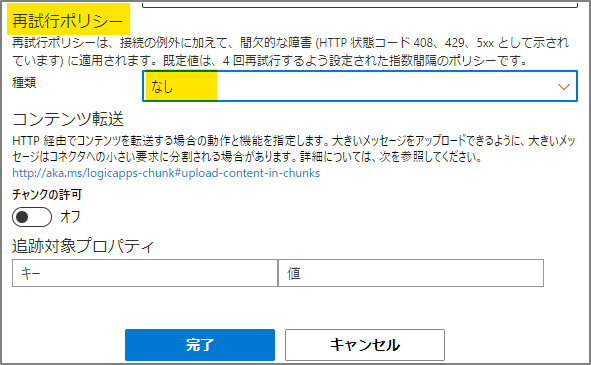 再試行ポリシー
再試行ポリシーは、接続の例外に加えて、間欠的な障害 (HTTP 状態コード 408、429、5xx として示され
ています) に適用されます。既定値は、4 回再試行するよう設定された指数間隔のポリシーです。
種類
なし
コンテンツ転送
HTTP 経由でコンテンツを転送する場合の動作と機能を指定します。大きいメッセージをアップロードできるように、大きいメッ
セージはコネクタへの小さい要求に分割される場合があります。詳細については、次を参照してください。
http://aka.ms/logicapps-chunk#upload-content-in-chunks
チャンクの許可
オフ
追跡対象プロパティ
キー 値
完了 キャンセル